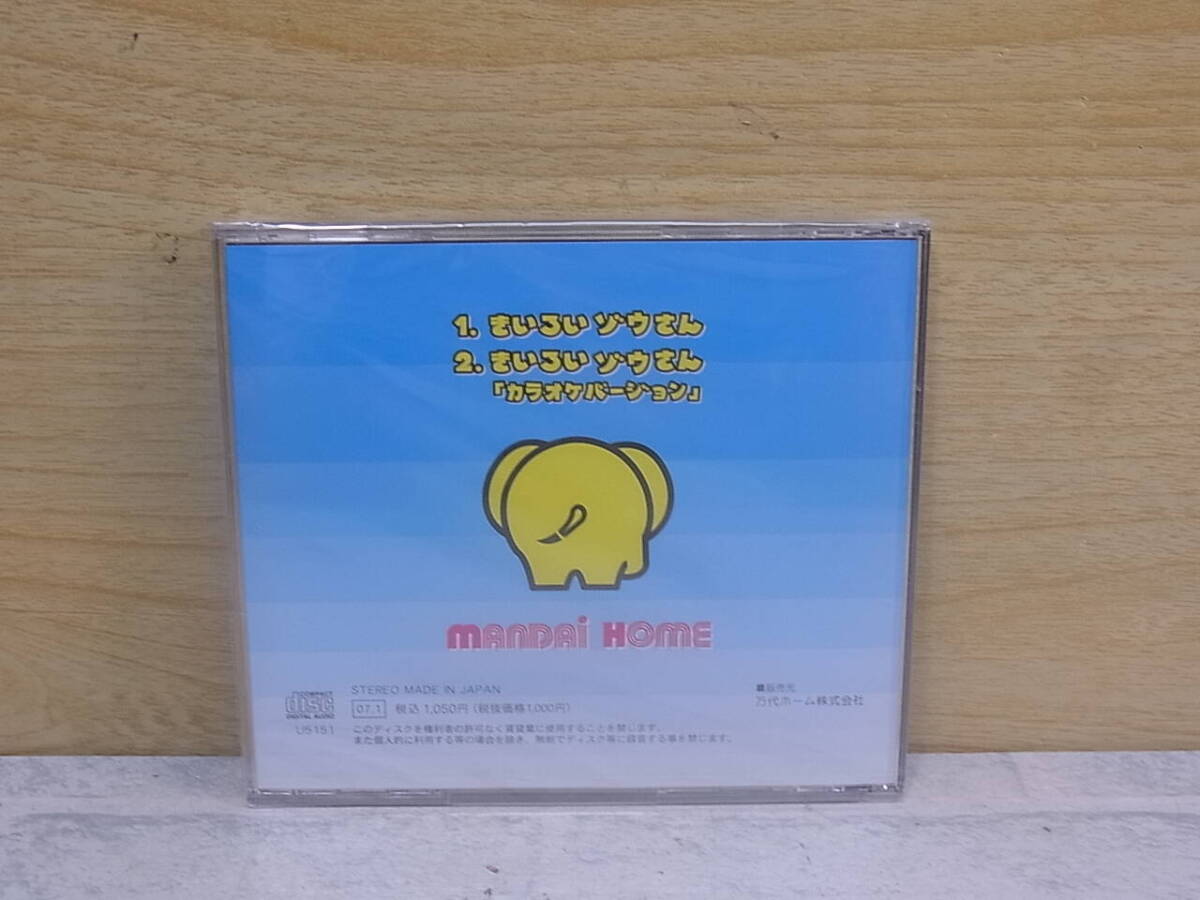 1. きいろい ゾウさん
2. きいろい ゾウさん
「カラオケバージョン」
MANDAI HOME
COMPACT
disc
DIGITAL AUDIO
U5151
STEREO MADE IN JAPAN
07.1 税込 1,050円 (税抜価格1,000円)
このディスクを権利者の許可なく賃貸業に使用することを禁じます。
また個人的に利用する等の場合を除き、無断でディスク等に録音する事を禁じます。
■販売元
万代ホーム株式会社